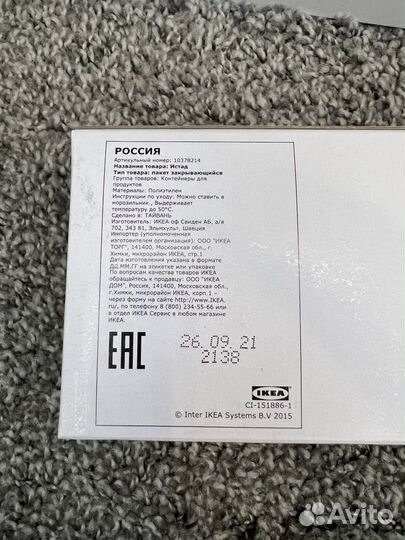 РОССИЯ
Артикульный номер: 10378214
Название товара: Истад
Тип товара: пакет закрывающийся
Группа товаров: Контейнеры для
продуктов
Материалы: Полиэтилен
Инструкции по уходу: Можно ставить в
морозильник., Выдерживает
температуру до 50°C.
Сделано в: ТАЙВАНЬ
Изготовитель: ИКЕА оф Свиден АБ, а/я
702, 343 81, Эльмхульт, Швеция
Импортер (уполномоченная
изготовителем организация): ООО "ИКЕА
ТОРГ", 141400, Московская обл., г
Химки, микрорайон ИКЕА, стр.1
Дата изготовления указана в формате
ДД.ММ.ГГ на этикетке или упаковке
По вопросам качества товаров ИКЕА
обращайтесь к продавцу: ООО "ИКЕА
ДОМ", Россия, 141400, Московская обл.,
г.Химки, микрорайон ИКЕА, корп.1 –
через форму на сайте http://www.IKEA.
ru/, по телефону 8 (800) 234-55-66 или
в отдел ИКЕА Сервис в любом магазине
ИКЕА.
EAC
26.09.21
2138
IKEA
CI-151886-1
© Inter IKEA Systems B.V 2015
Avito